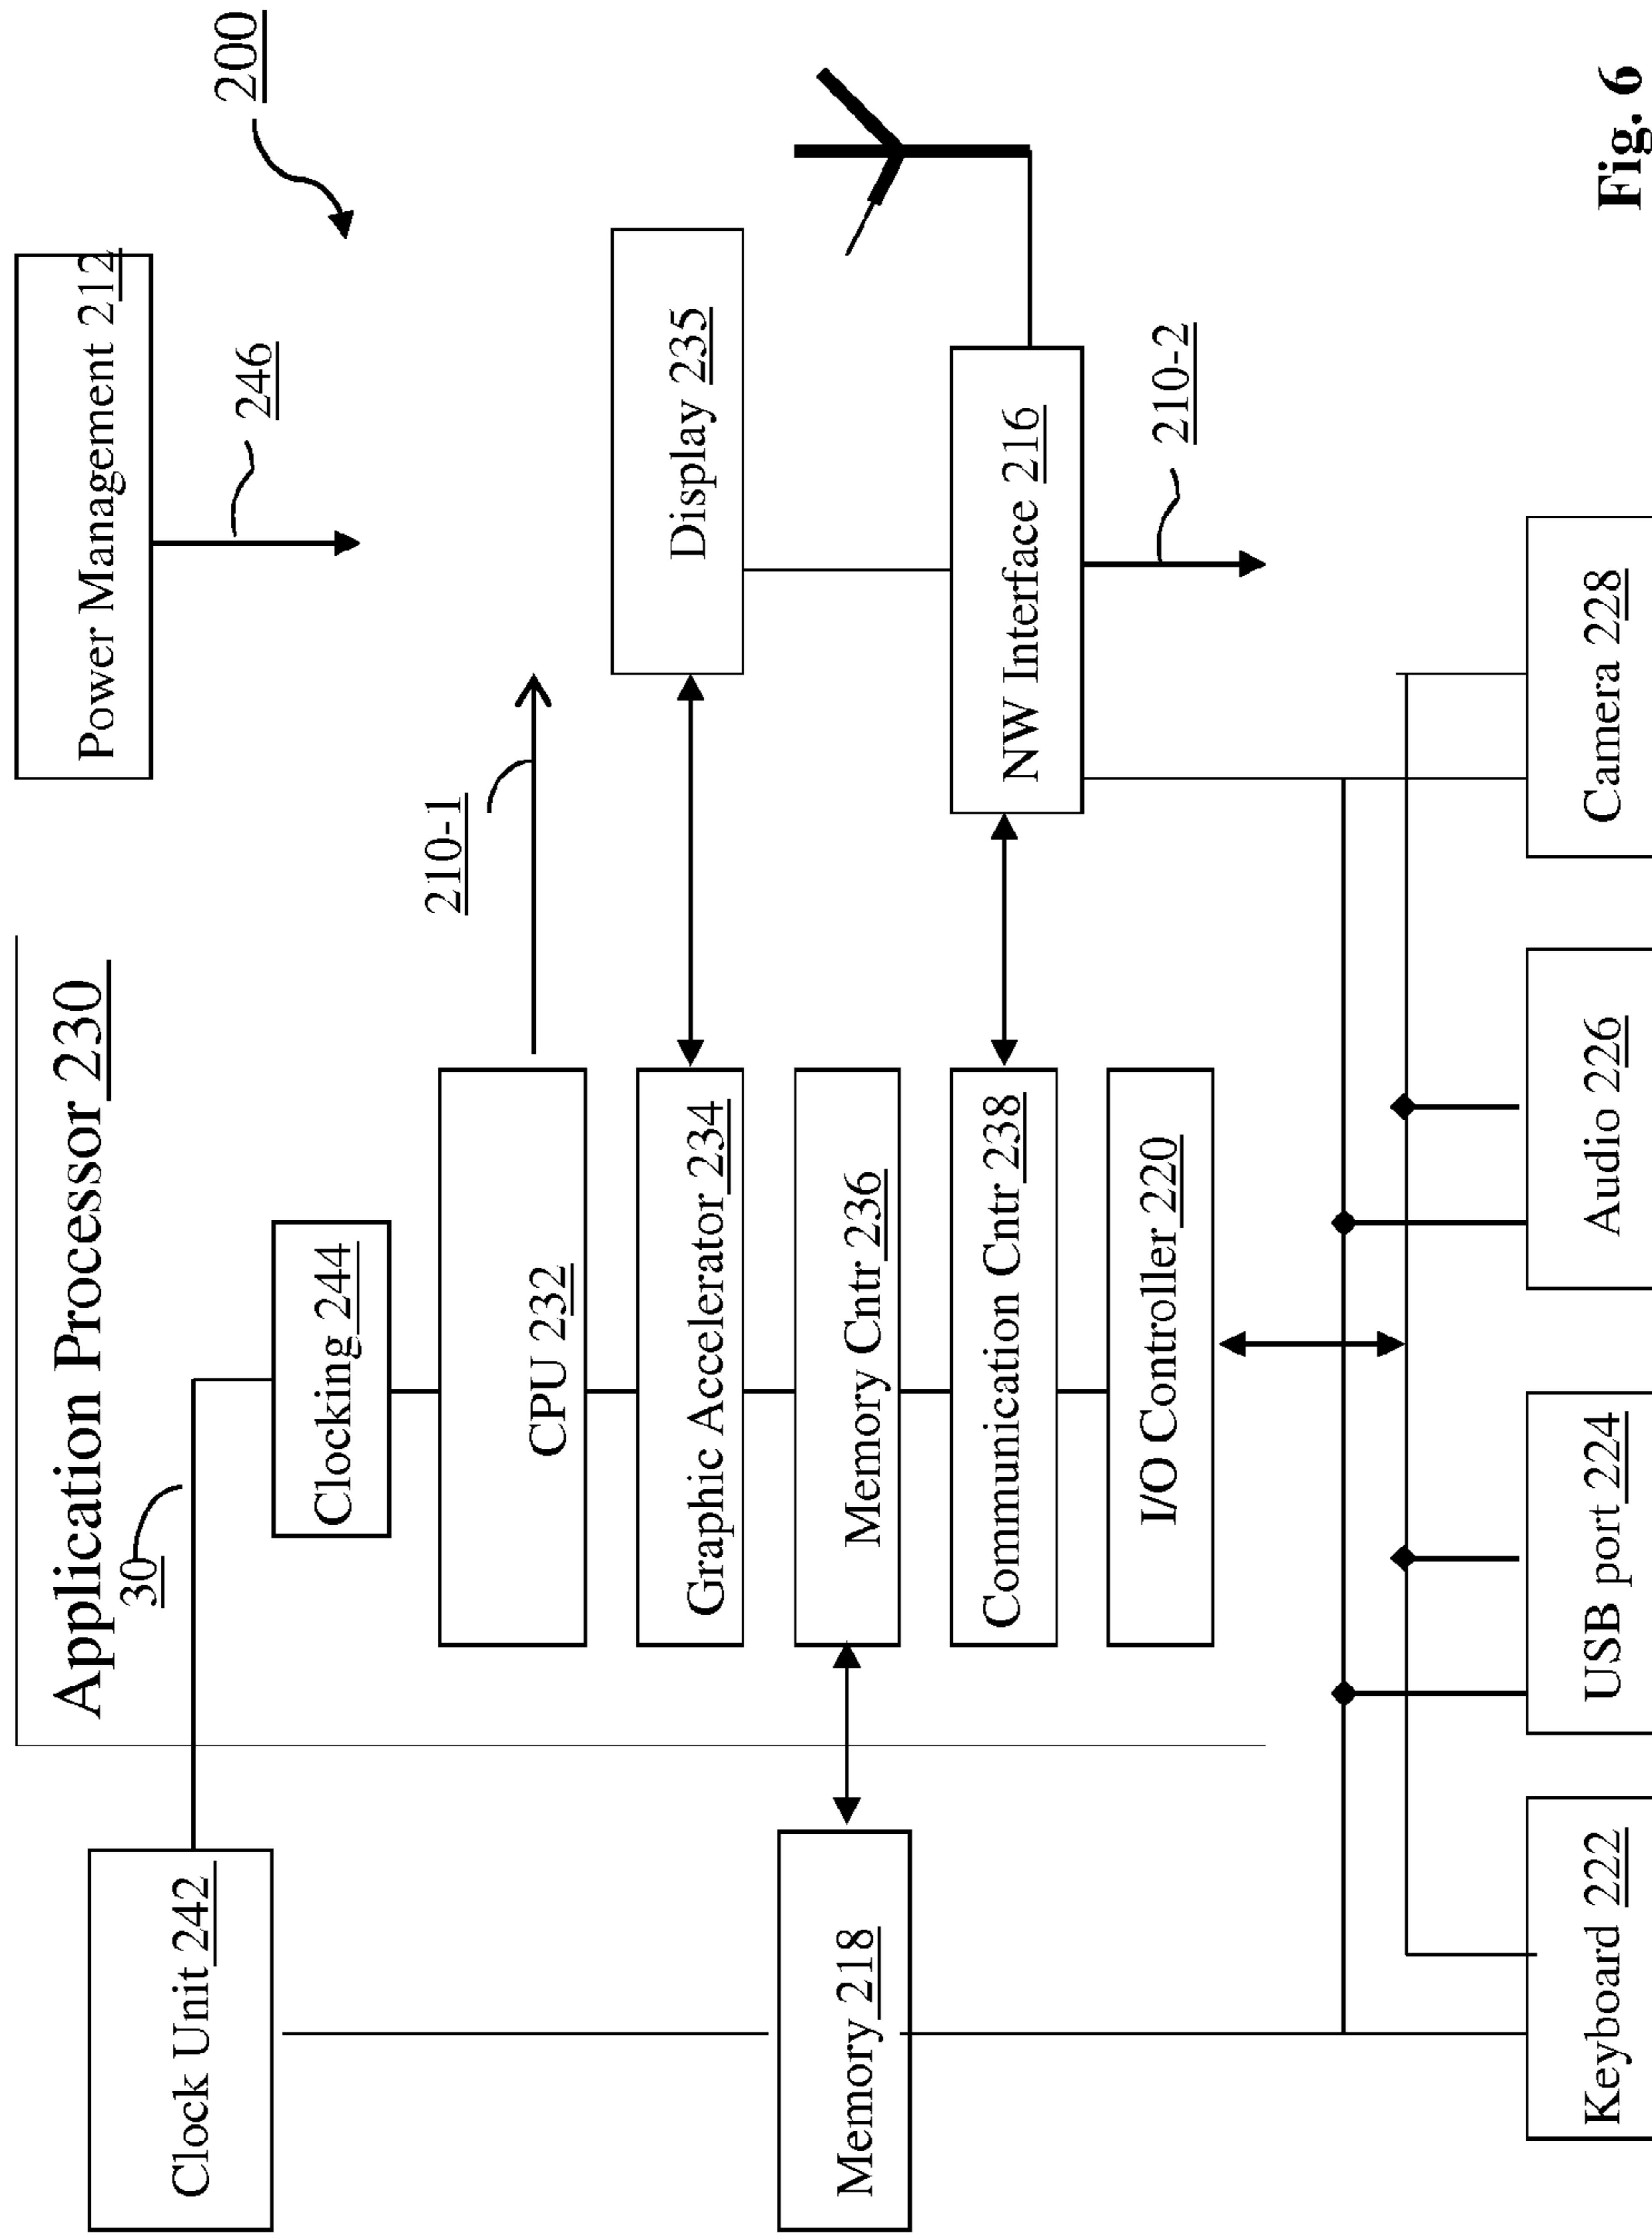 Application Processor 230
Power Management 212
200
246
Clock Unit 242
30
Clocking 244
CPU 232
210-1
Graphic Accelerator 234
Display 235
Memory 218
Memory Cntr 236
Communication Cntr 238
NW Interface 216
I/O Controller 220
210-2
Keyboard 222
USB port 224
Audio 226
Camera 228
Fig. 6